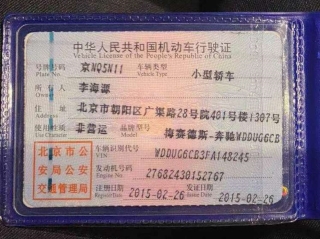 中华人民共和国机动车行驶证
Vehicle License of the People's Republic of China
号牌号码 京NQ5N11 车辆类型 小型轿车
Plate No. Vehicle Type
所有人 李海源
Owner
住址 北京市朝阳区广渠路28号院401号楼1307号
Address
使用性质 非营运 品牌型号 梅赛德斯-奔驰WDDUG6CB
Use Character Model
北京市公安局公安交通管理局
车辆识别代号 WDDUG6CB3FA148245
VIN
发动机号码 27682430152767
Engine No.
注册日期 2015-02-26 发证日期 2015-02-26
Register Date Issue Date